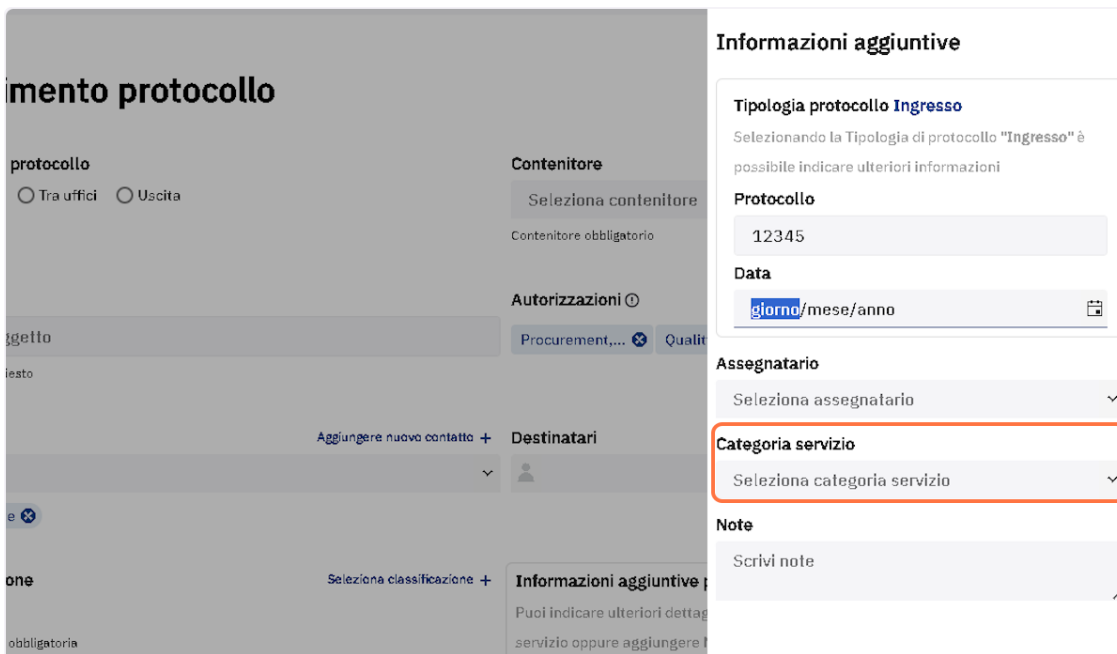 imento protocollo
protocollo
Tra uffici
Uscita
Contenitore
Seleziona contenitore
Contenitore obbligatorio
Autorizzazioni
Procurement,...
Qualit
ggetto
iesto
Aggiungere nuovo contatto +
Destinatari
e
one
Seleziona classificazione +
obbligatoria
Informazioni aggiuntive p
Puoi indicare ulteriori dettag
servizio oppure aggiungere N
Informazioni aggiuntive
Tipologia protocollo Ingresso
Selezionando la Tipologia di protocollo "Ingresso" è
possibile indicare ulteriori informazioni
Protocollo
12345
Data
giorno/mese/anno
Assegnatario
Seleziona assegnatario
Categoria servizio
Seleziona categoria servizio
Note
Scrivi note